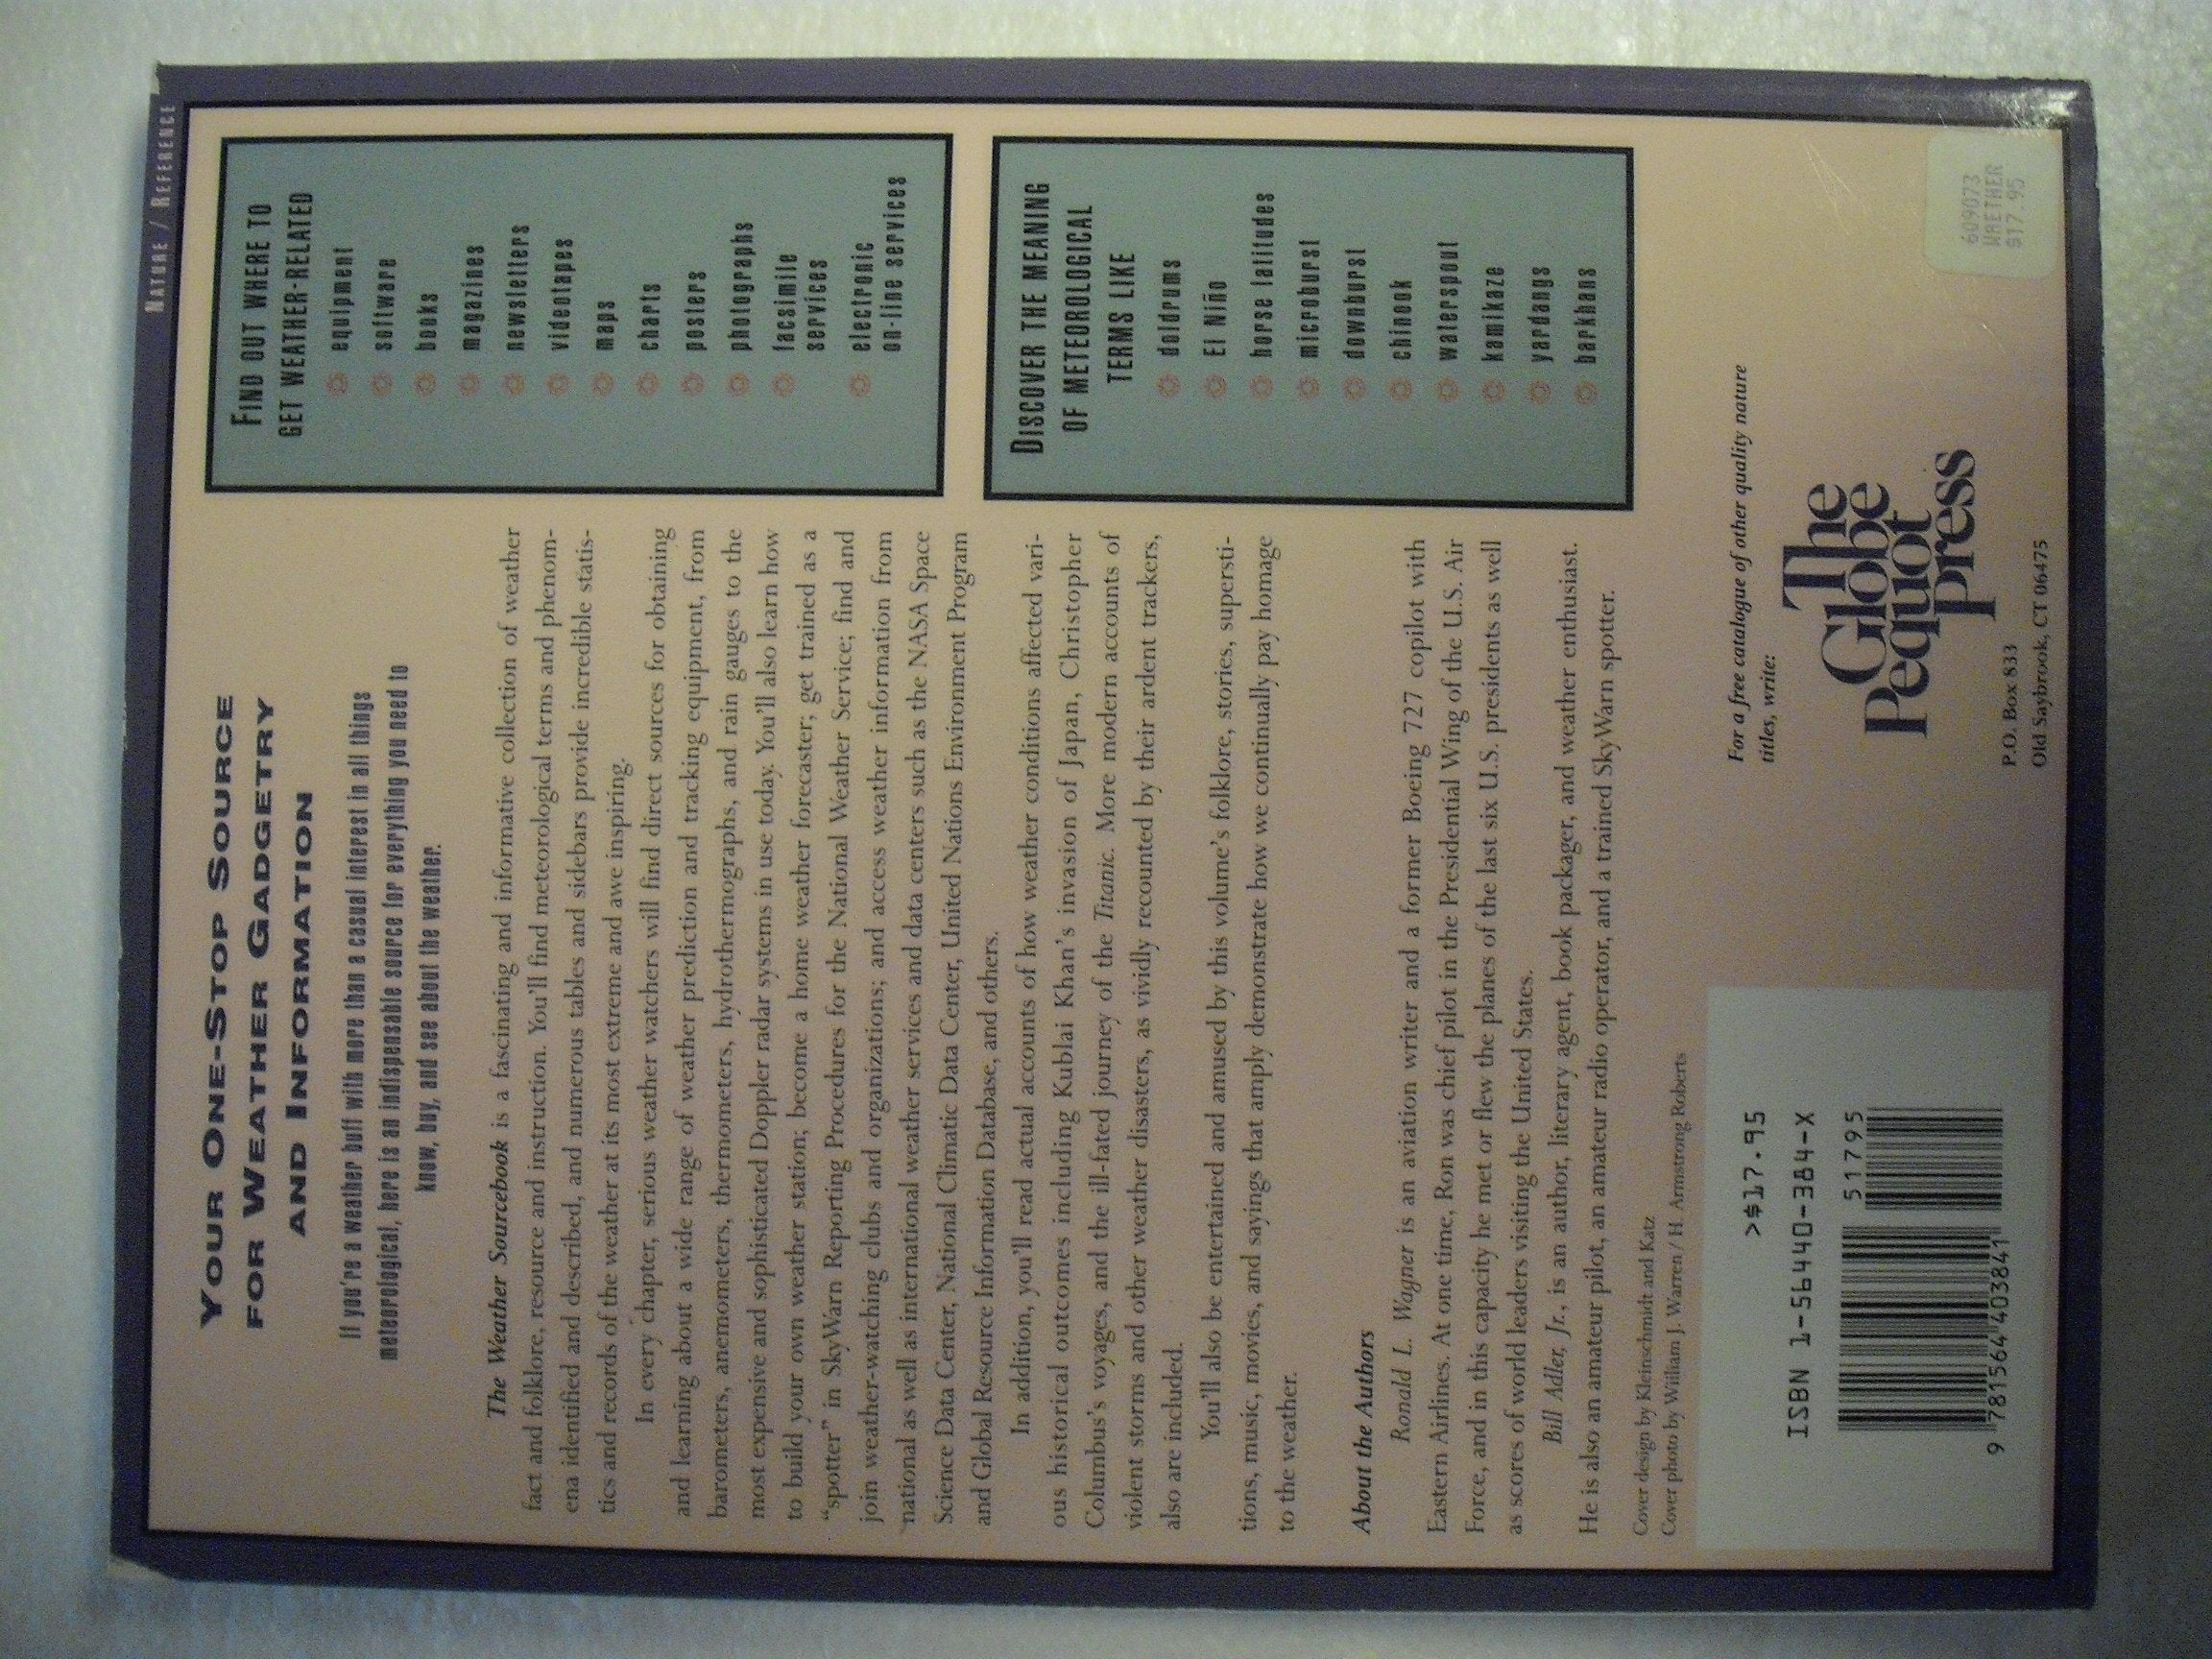 NATURE / REFERENCE
YOUR ONE-STOP SOURCE
FOR WEATHER GADGETRY
AND INFORMATION
If you're a weather buff with more than a casual interest in all things
meteorological, here is an indispensable source for everything you need to
know, buy, and see about the weather.
The Weather Sourcebook is a fascinating and informative collection of weather
fact and folklore, resource and instruction. You'll find meteorological terms and phenom-
ena identified and described, and numerous tables and sidebars provide incredible statis-
tics and records of the weather at its most extreme and awe inspiring.
In every chapter, serious weather watchers will find direct sources for obtaining
and learning about a wide range of weather prediction and tracking equipment, from
barometers, anemometers, thermometers, hydrothermographs, and rain gauges to the
most expensive and sophisticated Doppler radar systems in use today. You'll also learn how
to build your own weather station; become a home weather forecaster; get trained as a
"spotter" in SkyWarn Reporting Procedures for the National Weather Service; find and
join weather-watching clubs and organizations; and access weather information from
national as well as international weather services and data centers such as the NASA Space
Science Data Center, National Climatic Data Center, United Nations Environment Program
and Global Resource Information Database, and others.
In addition, you'll read actual accounts of how weather conditions affected vari-
ous historical outcomes including Kublai Khan's invasion of Japan, Christopher
Columbus's voyages, and the ill-fated journey of the Titanic. More modern accounts of
violent storms and other weather disasters, as vividly recounted by their ardent trackers,
also are included.
You'll also be entertained and amused by this volume's folklore, stories, supersti-
tions, music, movies, and sayings that amply demonstrate how we continually pay homage
to the weather.
About the Authors
Ronald L. Wagner is an aviation writer and a former Boeing 727 copilot with
Eastern Airlines. At one time, Ron was chief pilot in the Presidential Wing of the U.S. Air
Force, and in this capacity he met or flew the planes of the last six U.S. presidents as well
as scores of world leaders visiting the United States.
Bill Adler, Jr., is an author, literary agent, book packager, and weather enthusiast.
He is also an amateur pilot, an amateur radio operator, and a trained SkyWarn spotter.
Cover design by Kleinschmidt and Katz
Cover photo by William J. Warren / H. Armstrong Roberts
FIND OUT WHERE TO
GET WEATHER-RELATED
equipment
software
books
magazines
newsletters
videotapes
maps
charts
posters
photographs
facsimile
services
electronic
on-line services
DISCOVER THE MEANING
OF METEOROLOGICAL
TERMS LIKE
doldrums
El Niño
horse latitudes
microburst
downburst
chinook
waterspout
kamikaze
yardangs
barkhans
>$17.95
ISBN 1-56440-384-X
51795
9 781564 403841
For a free catalogue of other quality nature
titles, write:
The
Globe
Pequot
Press
P.O. Box 833
Old Saybrook, CT 06475
609073
WAETHER
$17.95